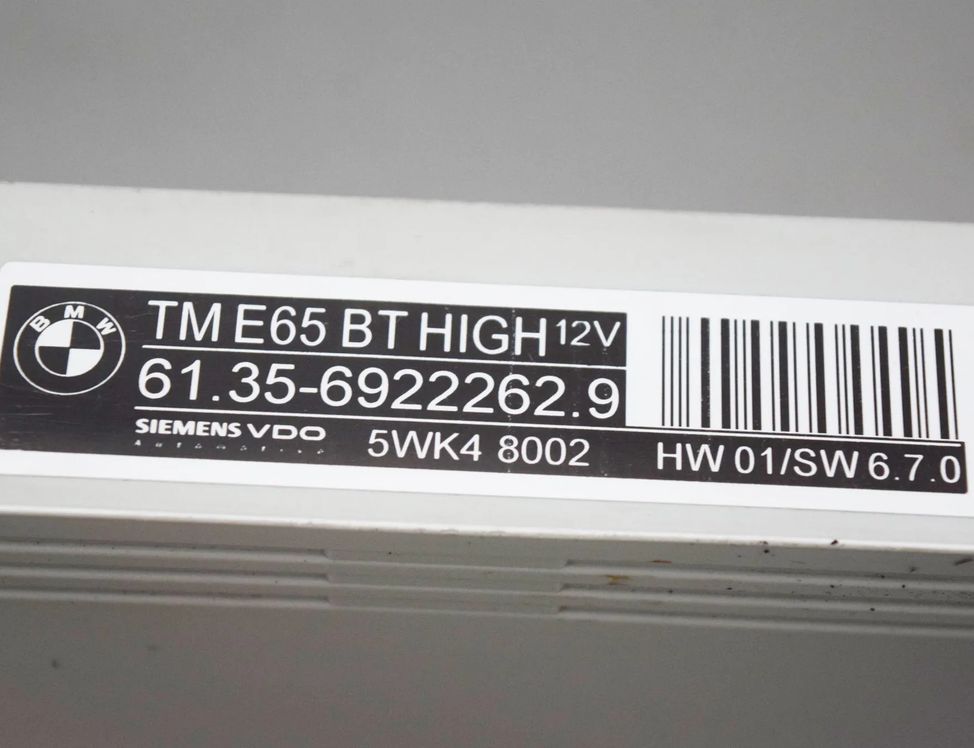 BMW
TM E65 BT HIGH 12V
61.35-6922262.9
SIEMENS VDO
Automotive
5WK4 8002
HW 01/SW 6.7.0